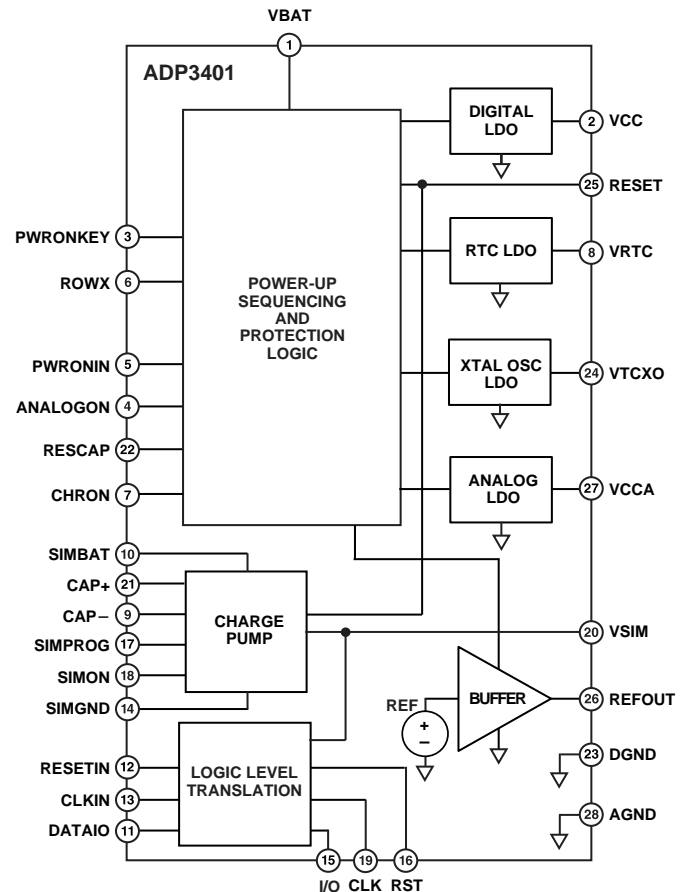 VBAT
1
ADP3401
DIGITAL
LDO
2 VCC
25 RESET
PWRONKEY 3
RTC LDO
8 VRTC
ROWX 6
POWER-UP
SEQUENCING
AND
PROTECTION
LOGIC
PWRONIN 5
XTAL OSC
LDO
24 VTCXO
ANALOGON 4
RESCAP 22
CHRON 7
ANALOG
LDO
27 VCCA
SIMBAT 10
CAP+ 21
CAP– 9
SIMPROG 17
SIMON 18
SIMGND 14
CHARGE
PUMP
20 VSIM
REF
+
–
BUFFER
26 REFOUT
23 DGND
RESETIN 12
CLKIN 13
DATAIO 11
LOGIC LEVEL
TRANSLATION
28 AGND
15 19 16
I/O CLK RST